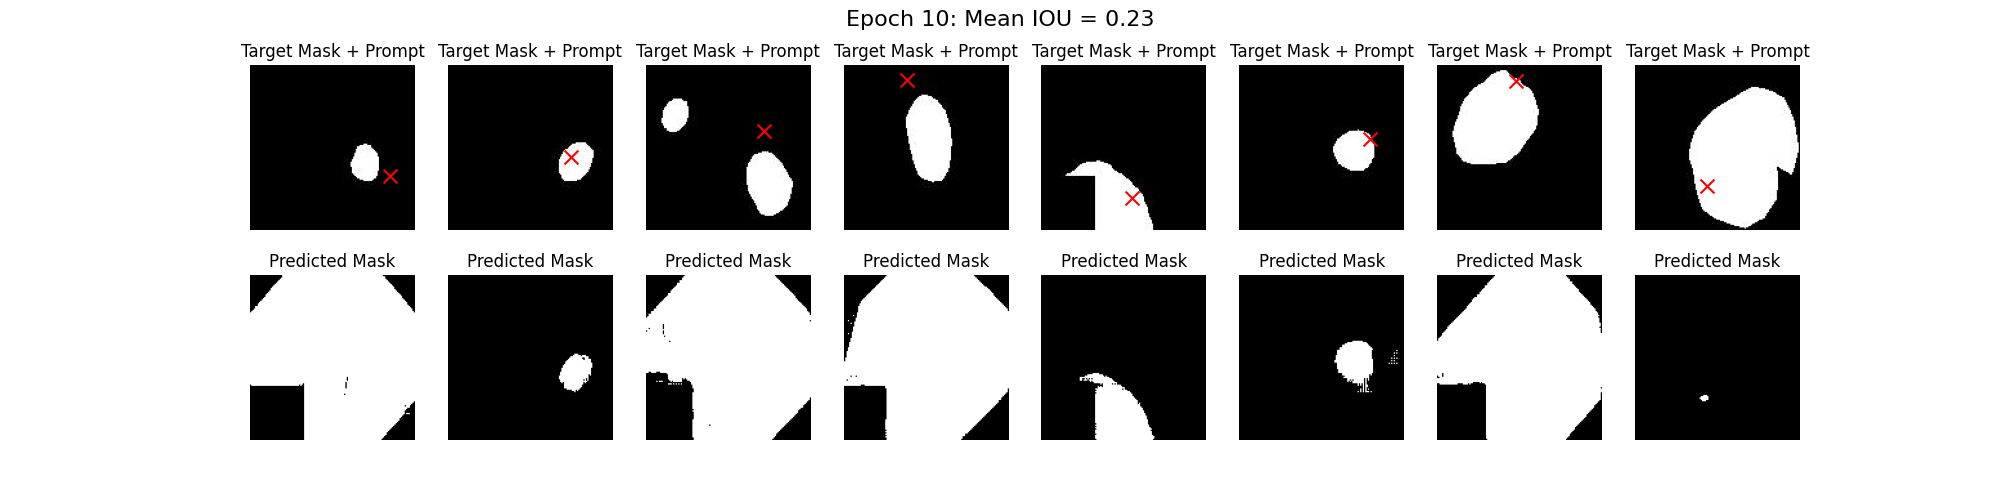 Epoch 10: Mean IOU = 0.23
Target Mask + Prompt Target Mask + Prompt Target Mask + Prompt Target Mask + Prompt Target Mask + Prompt Target Mask + Prompt Target Mask + Prompt Target Mask + Prompt
Predicted Mask Predicted Mask Predicted Mask Predicted Mask Predicted Mask Predicted Mask Predicted Mask Predicted Mask